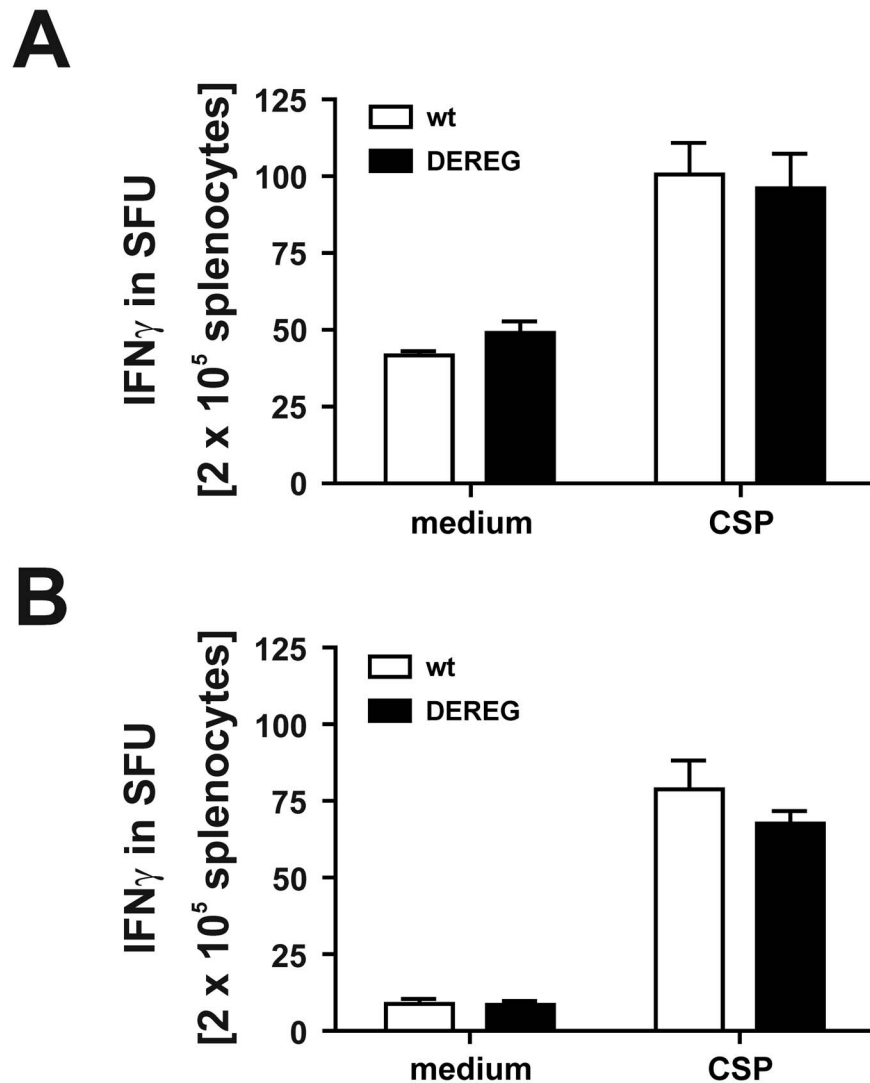 A
IFNγ in SFU
[2 x 10⁵ splenocytes]
125
100
75
50
25
0
wt
DEREG
medium CSP
B
IFNγ in SFU
[2 x 10⁵ splenocytes]
125
100
75
50
25
0
wt
DEREG
medium CSP